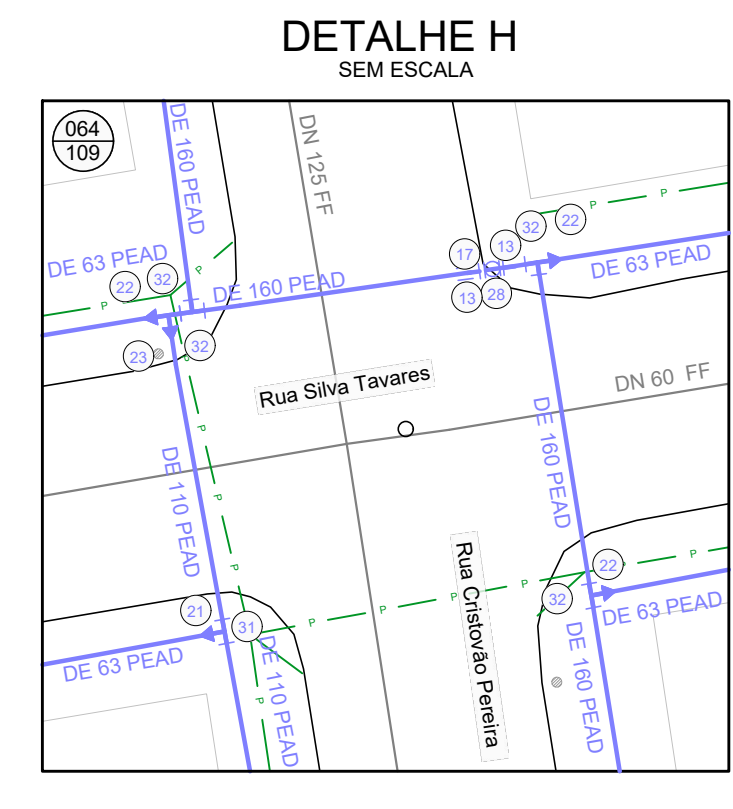 DETALHE H
SEM ESCALA
064
109
DE 160 PEAD
DN 125 FF
P
P
32
22
13
17
DE 63 PEAD
P
DE 63 PEAD
22
32
P
DE 160 PEAD
13
28
23
32
P
Rua Silva Tavares
DN 60 FF
P
DE 160 PEAD
DE 110 PEAD
P
Rua Cristovão Pereira
P
22
P
P
P
P
32
21
31
DE 63 PEAD
DE 63 PEAD
DE 110 PEAD
DE 160 PEAD
P